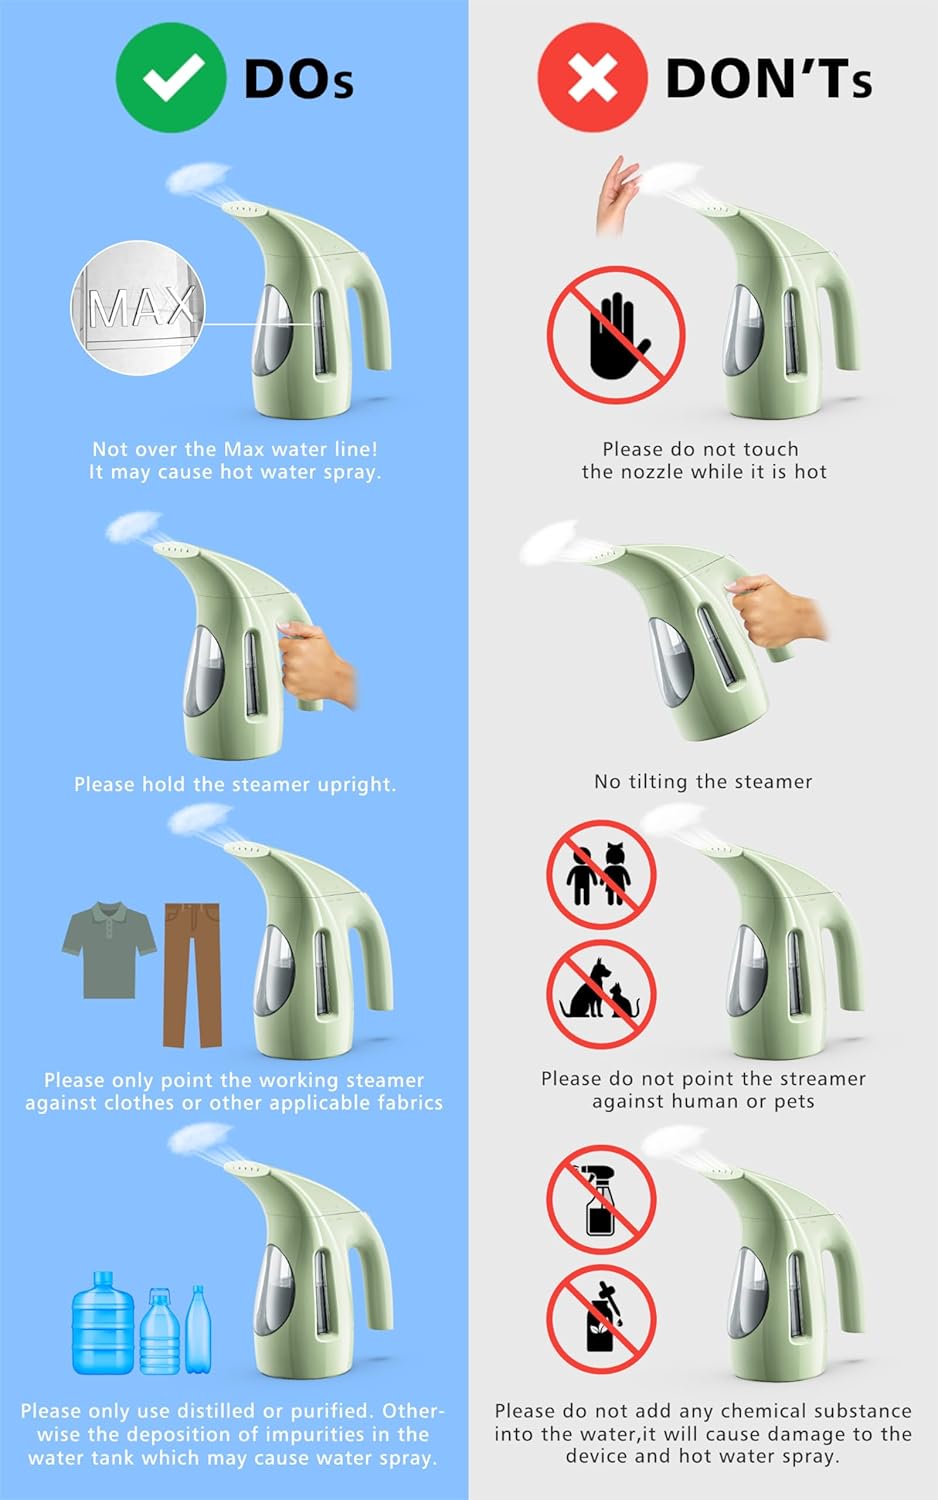 DOs
DON'Ts
MAX
Not over the Max water line!
It may cause hot water spray.
Please do not touch
the nozzle while it is hot
Please hold the steamer upright.
No tilting the steamer
Please only point the working steamer
against clothes or other applicable fabrics
Please do not point the streamer
against human or pets
Please only use distilled or purified. Other-
wise the deposition of impurities in the
water tank which may cause water spray.
Please do not add any chemical substance
into the water,it will cause damage to the
device and hot water spray.